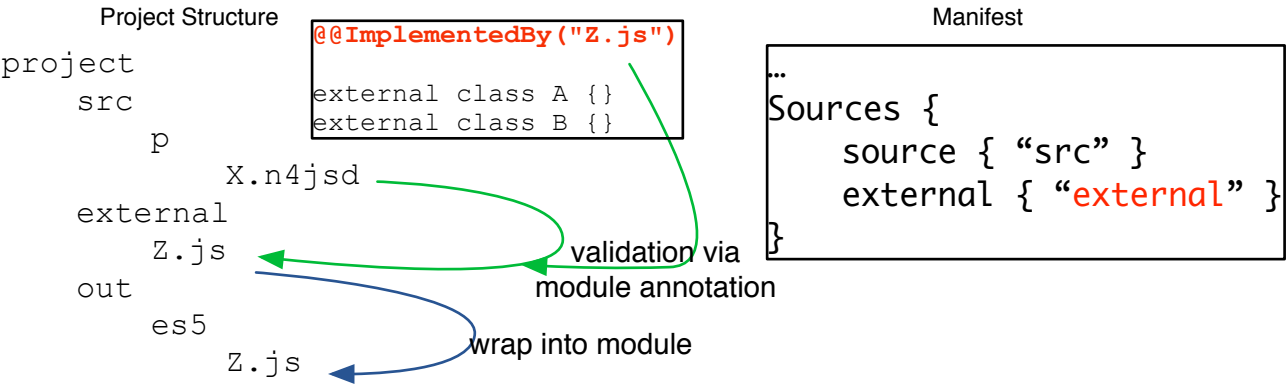 Project Structure
project
src
p
X.n4jsd
external
Z.js
out
es5
Z.js
@@ImplementedBy("Z.js")
external class A {}
external class B {}
validation via
module annotation
wrap into module
Manifest
…
Sources {
source { “src” }
external { “external” }
}